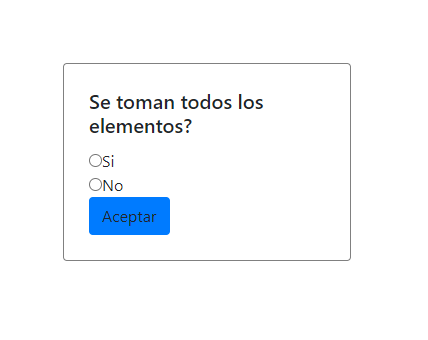 Se toman todos los
elementos?
Si
No
Aceptar